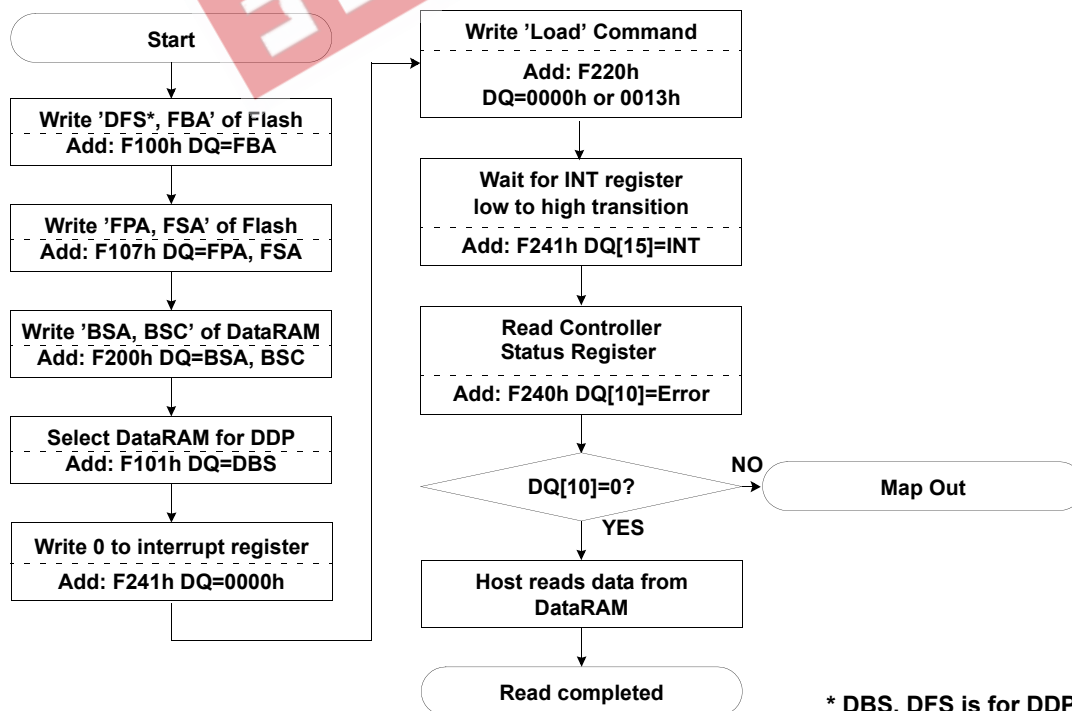 Start
Write ’DFS*, FBA’ of Flash
Add: F100h DQ=FBA
Write ’FPA, FSA’ of Flash
Add: F107h DQ=FPA, FSA
Write ’BSA, BSC’ of DataRAM
Add: F200h DQ=BSA, BSC
Select DataRAM for DDP
Add: F101h DQ=DBS
Write 0 to interrupt register
Add: F241h DQ=0000h
Write ’Load’ Command
Add: F220h
DQ=0000h or 0013h
Wait for INT register
low to high transition
Add: F241h DQ[15]=INT
Read Controller
Status Register
Add: F240h DQ[10]=Error
DQ[10]=0?
NO
Map Out
YES
Host reads data from
DataRAM
Read completed
* DBS, DFS is for DDP